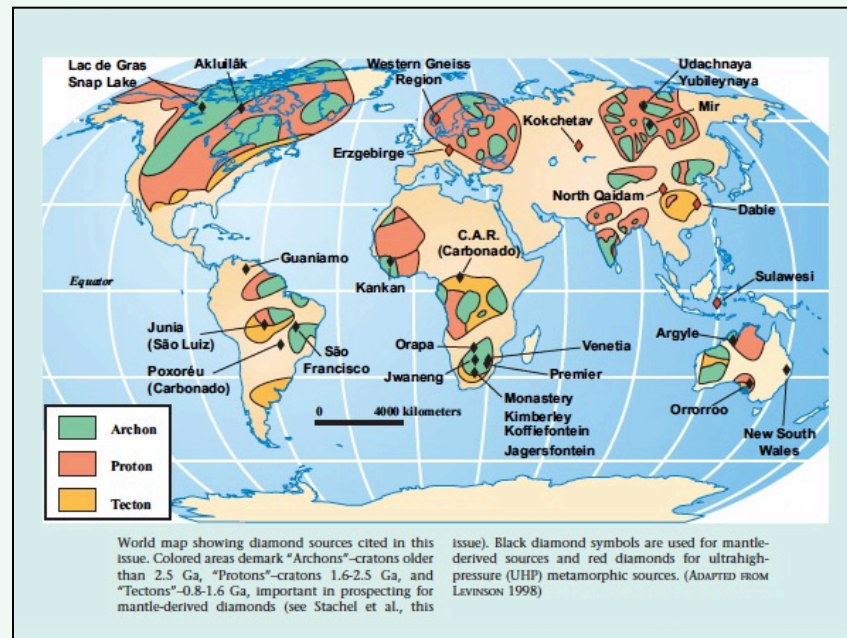 Lac de Gras
Snap Lake
Akluilâk
Western Gneiss
Region
Udachnaya
Yubileynaya
Kokchetav
Mir
Erzgebirge
North Qaidam
Dabie
C.A.R.
(Carbonado)
Guaniamo
Equator
Kankan
Sulawesi
Junia
(São Luiz)
São
Francisco
Poxoréu
(Carbonado)
Orapa
Jwaneng
Venetia
Premier
Argyle
Monastery
Kimberley
Koffiefontein
Jagersfontein
Orrorroo
New South
Wales
0 4000 kilometers
Archon
Proton
Tecton
World map showing diamond sources cited in this
issue. Colored areas demark "Archons"–cratons older
than 2.5 Ga, "Protons"–cratons 1.6-2.5 Ga, and
"Tectons"–0.8-1.6 Ga, important in prospecting for
mantle-derived diamonds (see Stachel et al., this
issue). Black diamond symbols are used for mantle-
derived sources and red diamonds for ultrahigh-
pressure (UHP) metamorphic sources. (ADAPTED FROM
LEVINSON 1998)